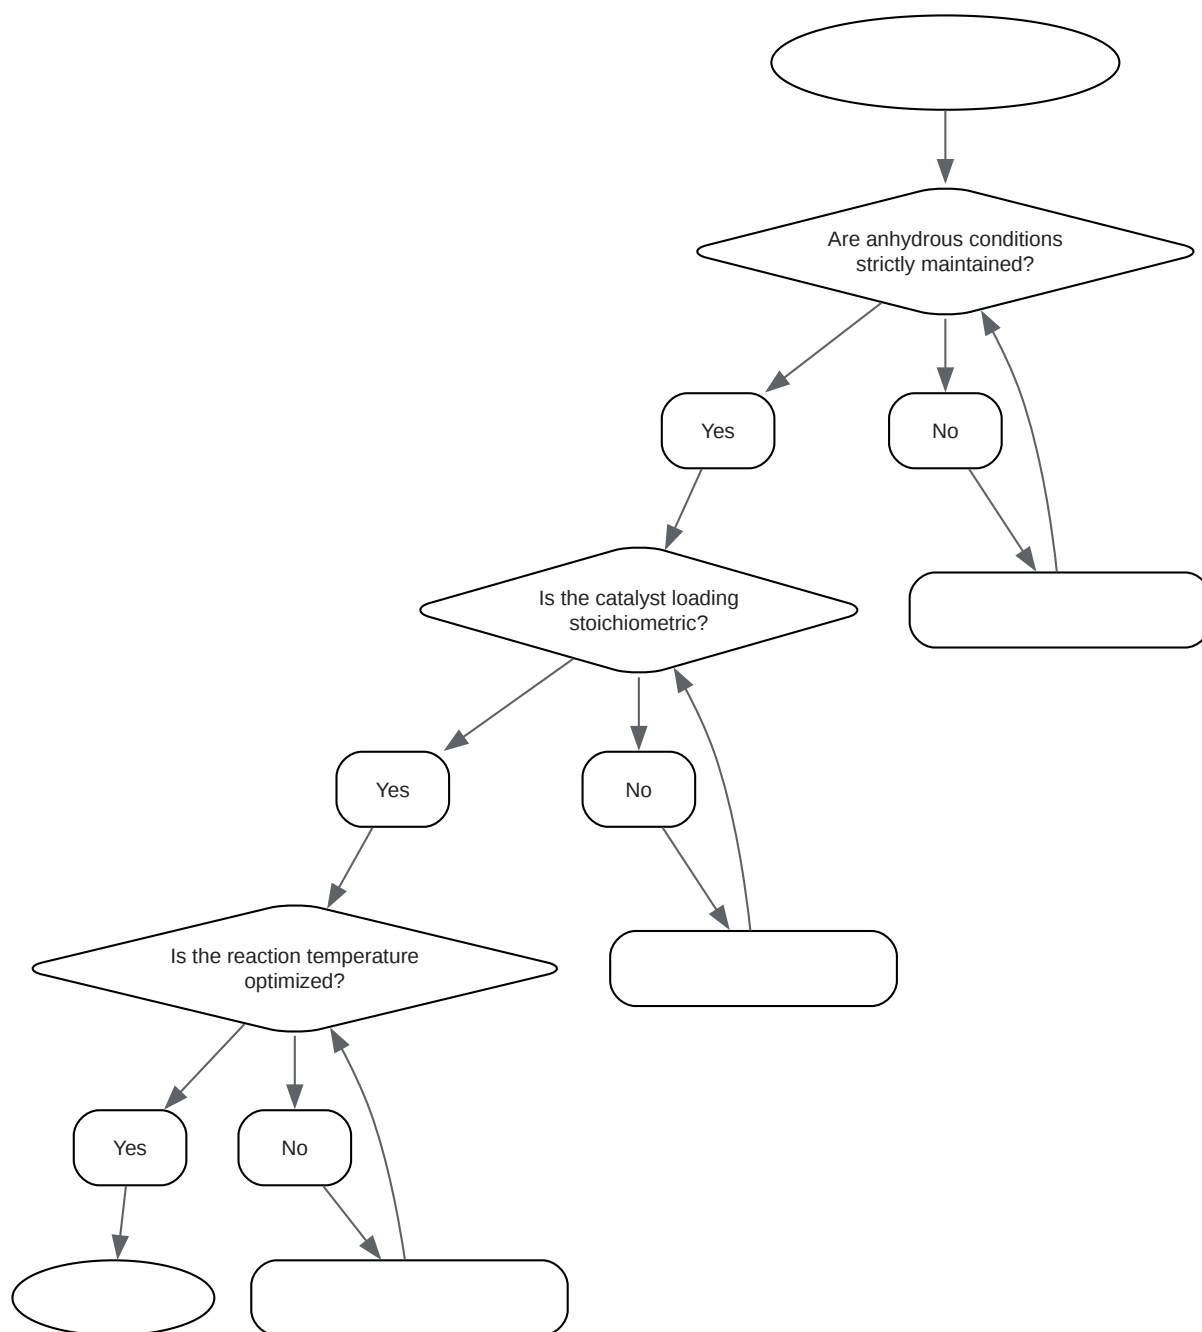 Are anhydrous conditions
strictly maintained?
Yes
No
Is the catalyst loading
stoichiometric?
Yes
No
Is the reaction temperature
optimized?
Yes
No